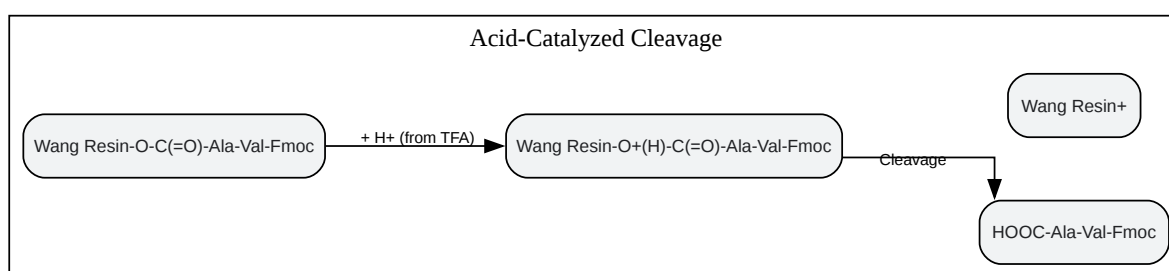 Acid-Catalyzed Cleavage
Wang Resin+
Wang Resin-O-C(=O)-Ala-Val-Fmoc
+ H+ (from TFA)
Wang Resin-O+(H)-C(=O)-Ala-Val-Fmoc
Cleavage
HOOC-Ala-Val-Fmoc